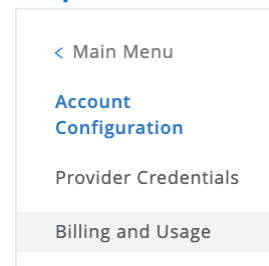 < Main Menu
Account
Configuration
Provider Credentials
Billing and Usage